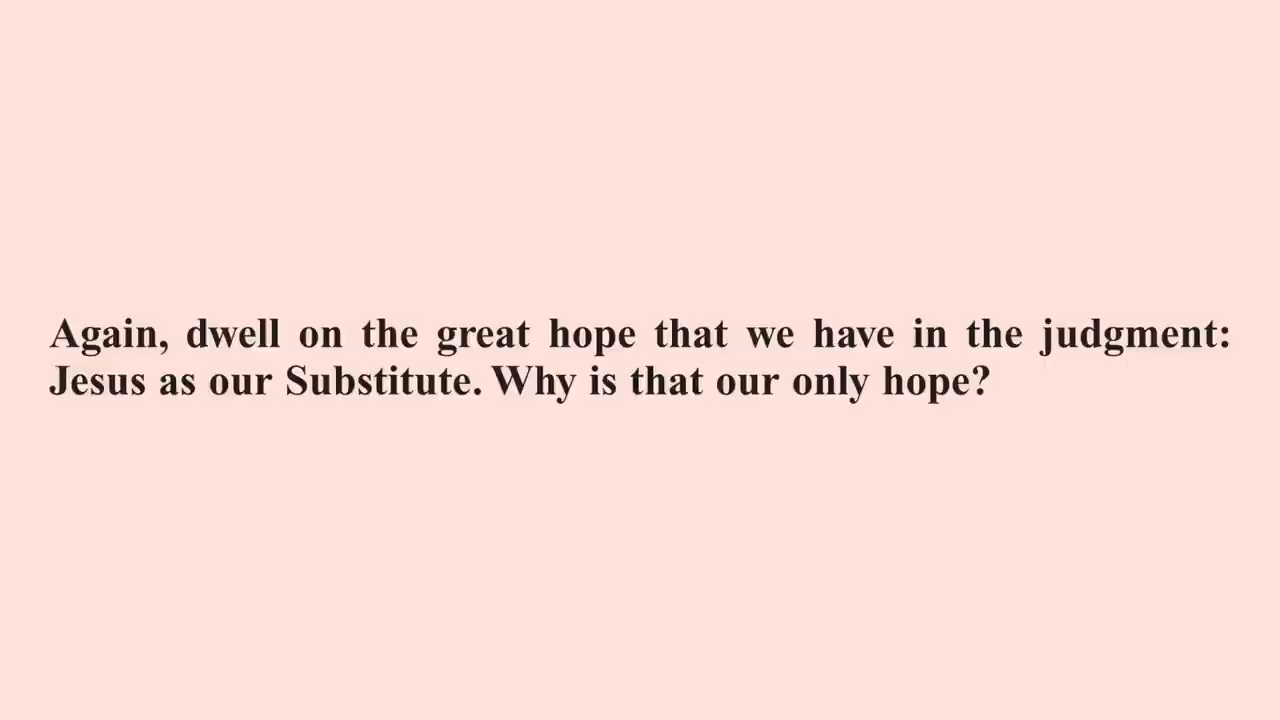 Again, dwell on the great hope that we have in the judgment:
Jesus as our Substitute. Why is that our only hope?